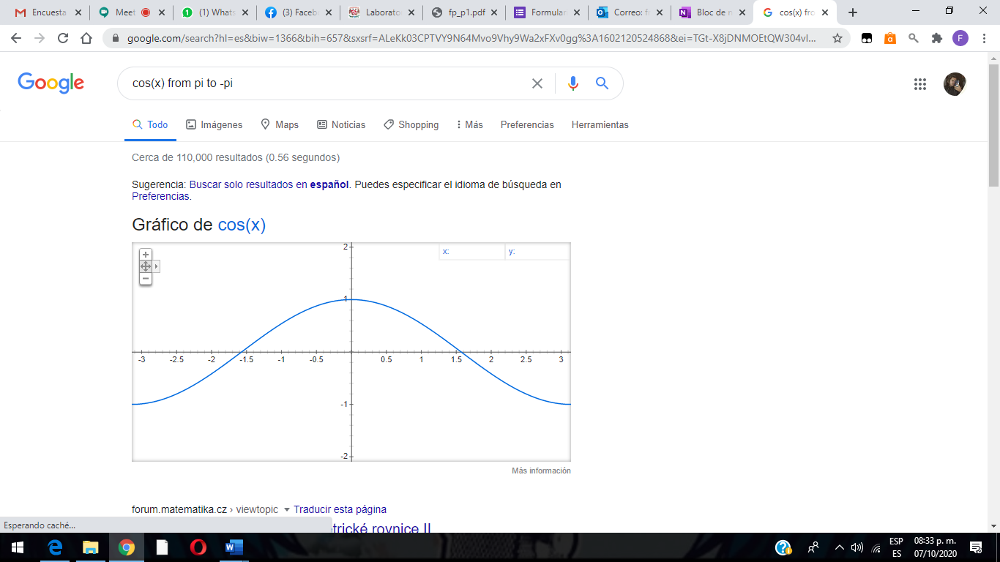 Encuesta
Meet
(1) Whats
(3) Faceb
Laborato
fp_p1.pdf
Formular
Correo: f
Bloc de n
cos(x) fro
google.com/search?hl=es&biw=1366&bih=657&sxsrf=ALeKk03CPTVY9N64Mvo9Vhy9Wa2xFXv0gg%3A1602120524868&ei=TGt-X8jDNMOEtQW304vI...
F
Google
cos(x) from pi to -pi
Todo Imágenes Maps Noticias Shopping Más Preferencias Herramientas
Cerca de 110,000 resultados (0.56 segundos)
Sugerencia: Buscar solo resultados en español. Puedes especificar el idioma de búsqueda en
Preferencias.
Gráfico de cos(x)
x: y:
2
1
-3 -2.5 -2 -1.5 -1 -0.5 0.5 1 1.5 2 2.5 3
-1
-2
Más información
forum.matematika.cz › viewtopic Traducir esta página
etrické rovnice II
Esperando caché...
ESP
ES
08:33 p. m.
07/10/2020